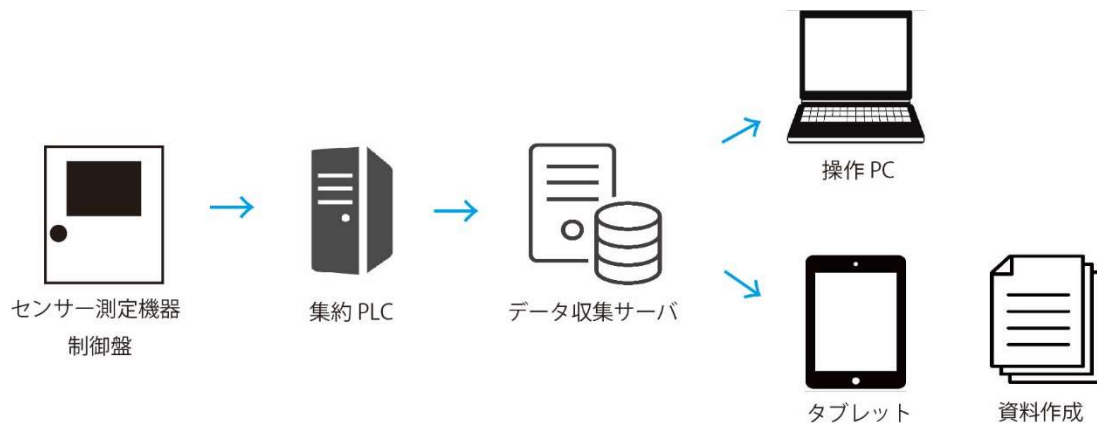 操作 PC
センサー測定機器
制御盤
集約 PLC
データ収集サーバ
タブレット
資料作成